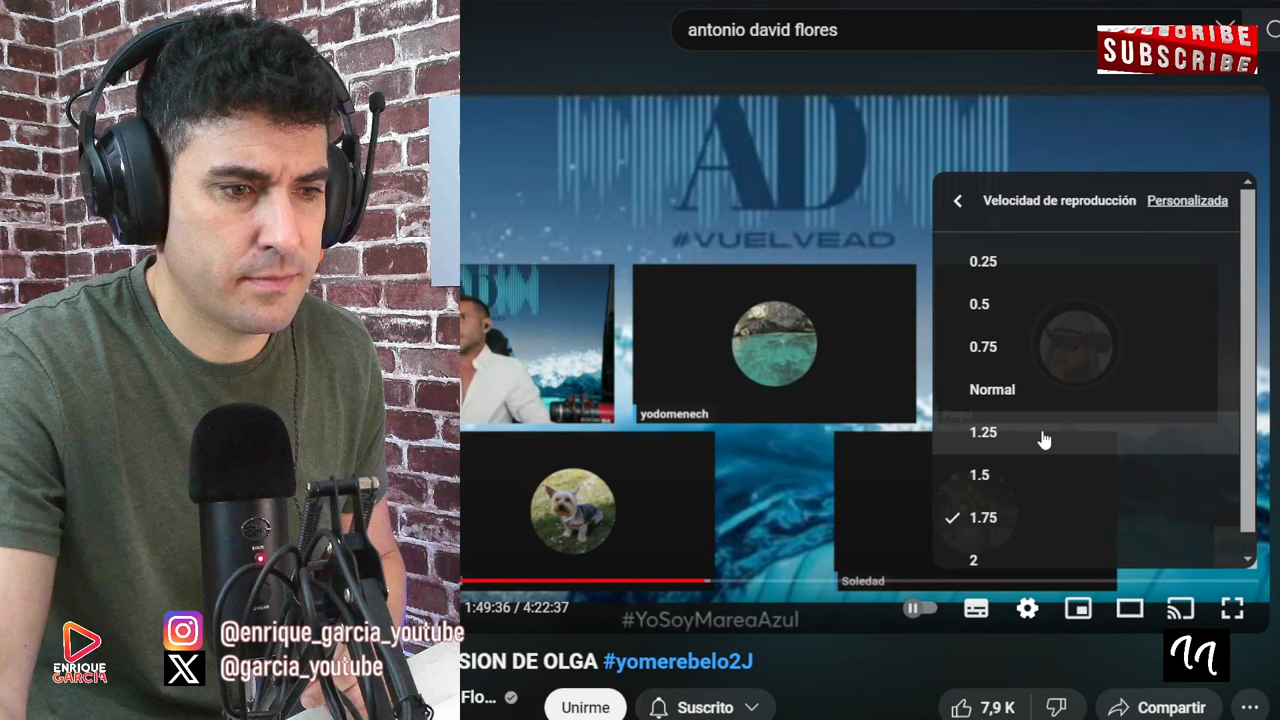 antonio david flores
SUBSCRIBE
SUBSCRIBE
AD
#VUELVEAD
Velocidad de reproducción Personalizada
0.25
0.5
0.75
Normal
Paqui
1.25
1.5
1.75
2
yodomenech
Soledad
1:49:36 / 4:22:37
#YoSoyMareaAzul
SION DE OLGA #yomerebelo2J
Flo...
Unirme
Suscrito
7,9 K
Compartir
@enrique_garcia_youtube
@garcia_youtube
ENRIQUE
GARCIA